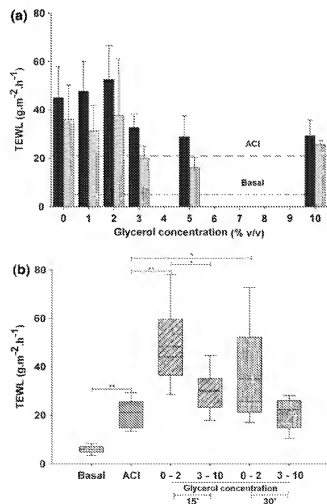 (a)
80
60
40
20
0
TEWL (g.m-2.h-1)
ACI
Basal
0 1 2 3 4 5 6 7 8 9 10
Glycerol concentration (% v/v)
(b)
80
60
40
20
0
TEWL (g.m-2.h-1)
**
**
*
*
Basal ACI 0 - 2 3 - 10 0 - 2 3 - 10
Glycerol concentration
15' 30'